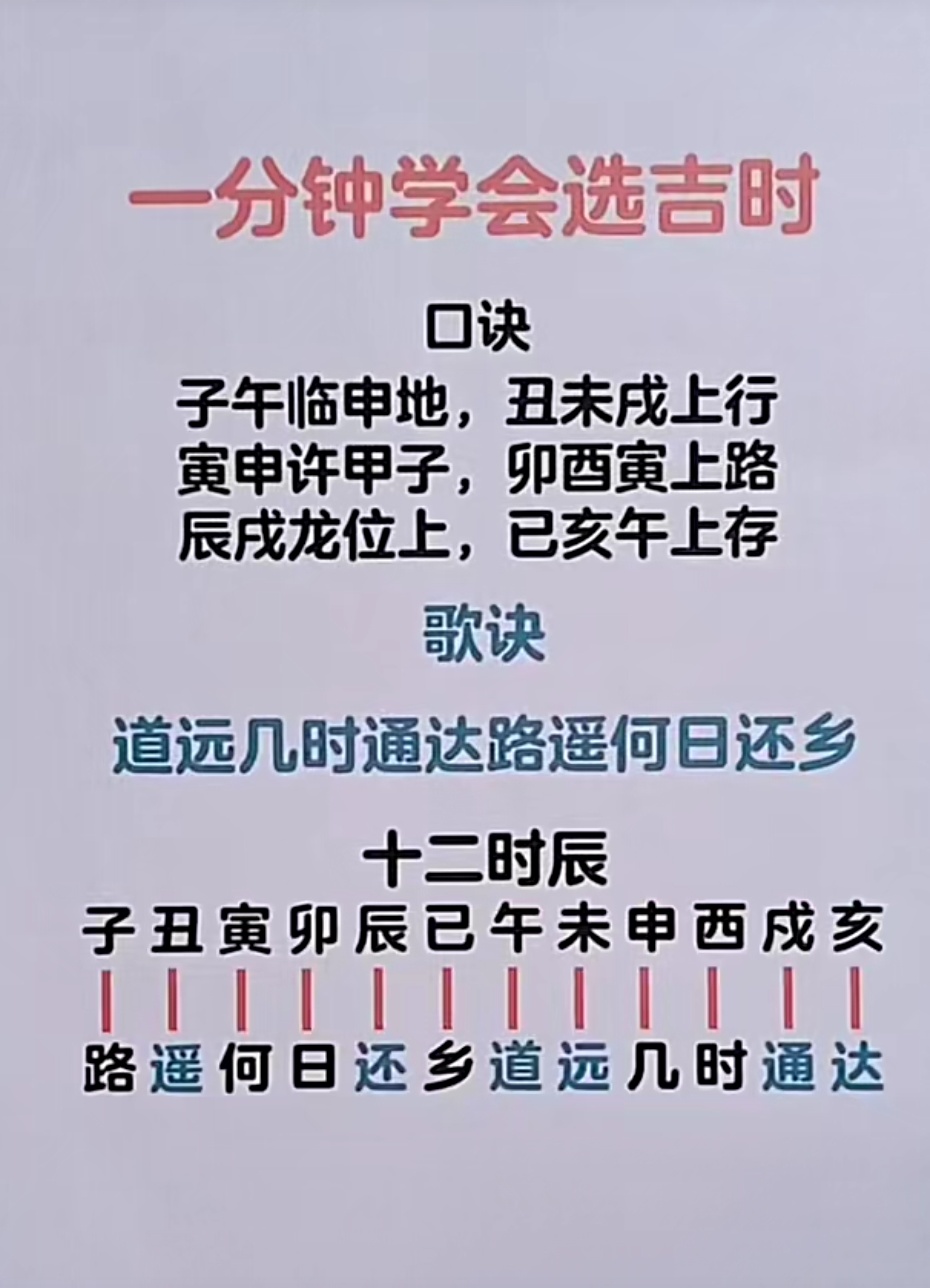 一分钟学会选吉时
口诀
子午临申地，丑未戌上行
寅申许甲子，卯酉寅上路
辰戌龙位上，已亥午上存
歌诀
道远几时通达路遥何日还乡
十二时辰
子丑寅卯辰已午未申酉戌亥
路遥何日还乡道远几时通达